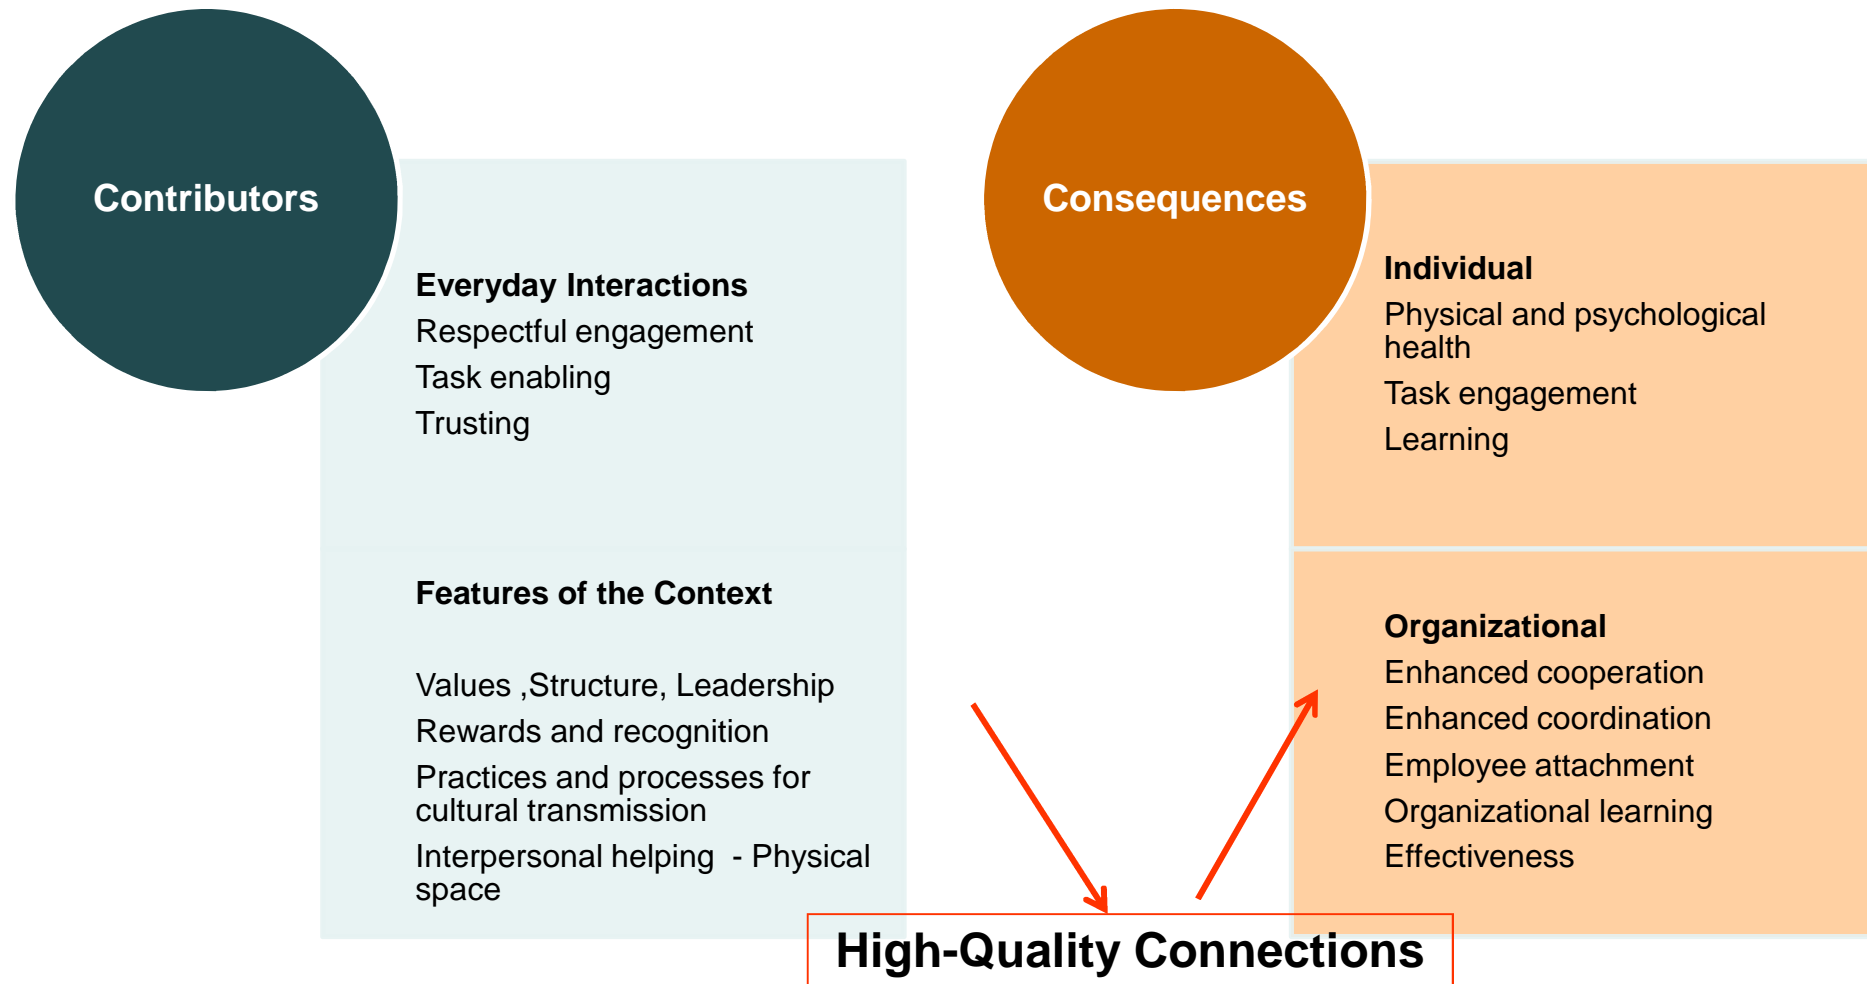 Contributors
Everyday Interactions
Respectful engagement
Task enabling
Trusting
Features of the Context
Values ,Structure, Leadership
Rewards and recognition
Practices and processes for
cultural transmission
Interpersonal helping  - Physical
space
Consequences
Individual
Physical and psychological
health
Task engagement
Learning
Organizational
Enhanced cooperation
Enhanced coordination
Employee attachment
Organizational learning
Effectiveness
High-Quality Connections